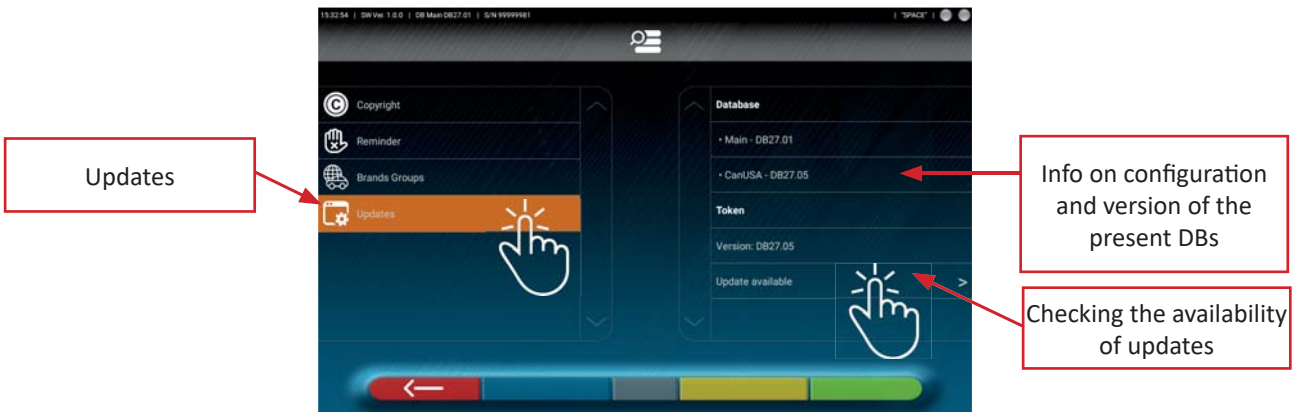 15:32:54 | SW Ver. 1.0.0 | DB Main DB27.01 | S/N 99999981
| "SPACE" |
Copyright
Reminder
Brands Groups
Updates
Database
• Main - DB27.01
• CanUSA - DB27.05
Token
Version: DB27.05
Update available >
Updates
Info on configuration
and version of the
present DBs
Checking the availability
of updates